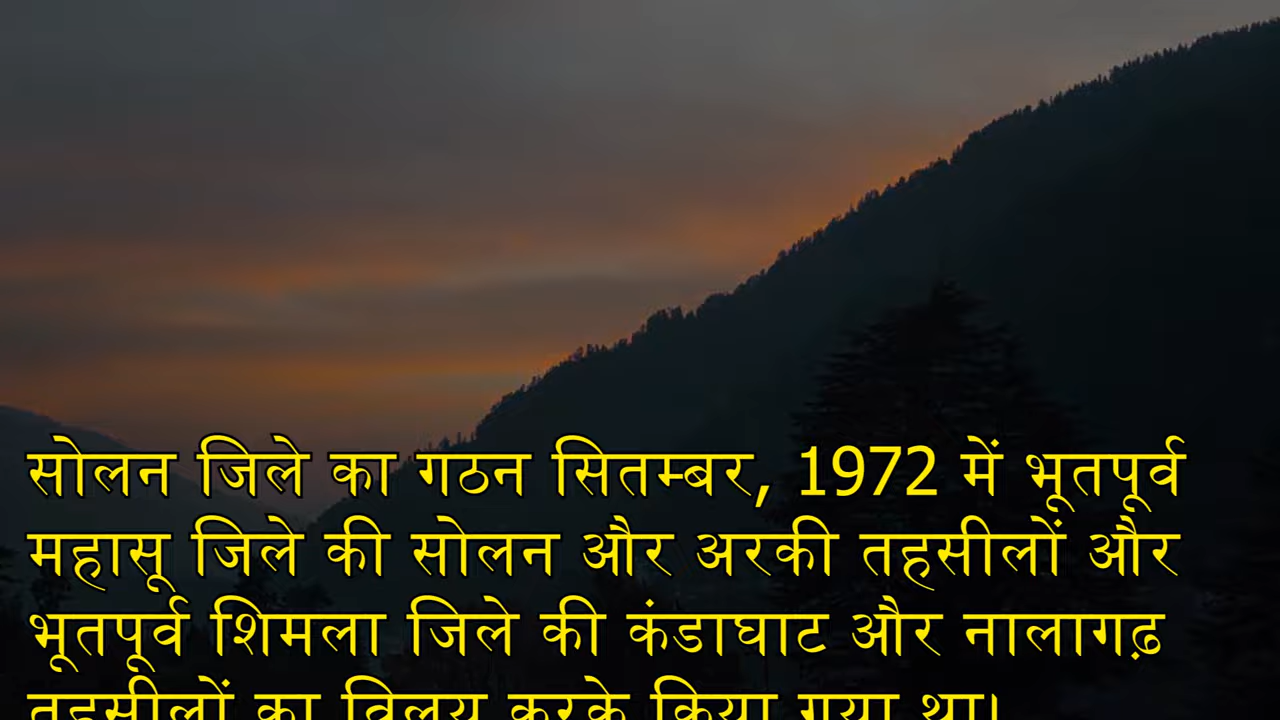 सोलन जिले का गठन सितम्बर, 1972 में भूतपूर्व
महासू जिले की सोलन और अरकी तहसीलों और
भूतपूर्व शिमला जिले की कंडाघाट और नालागढ़
तहसीलों का विलय करके किया गया था।